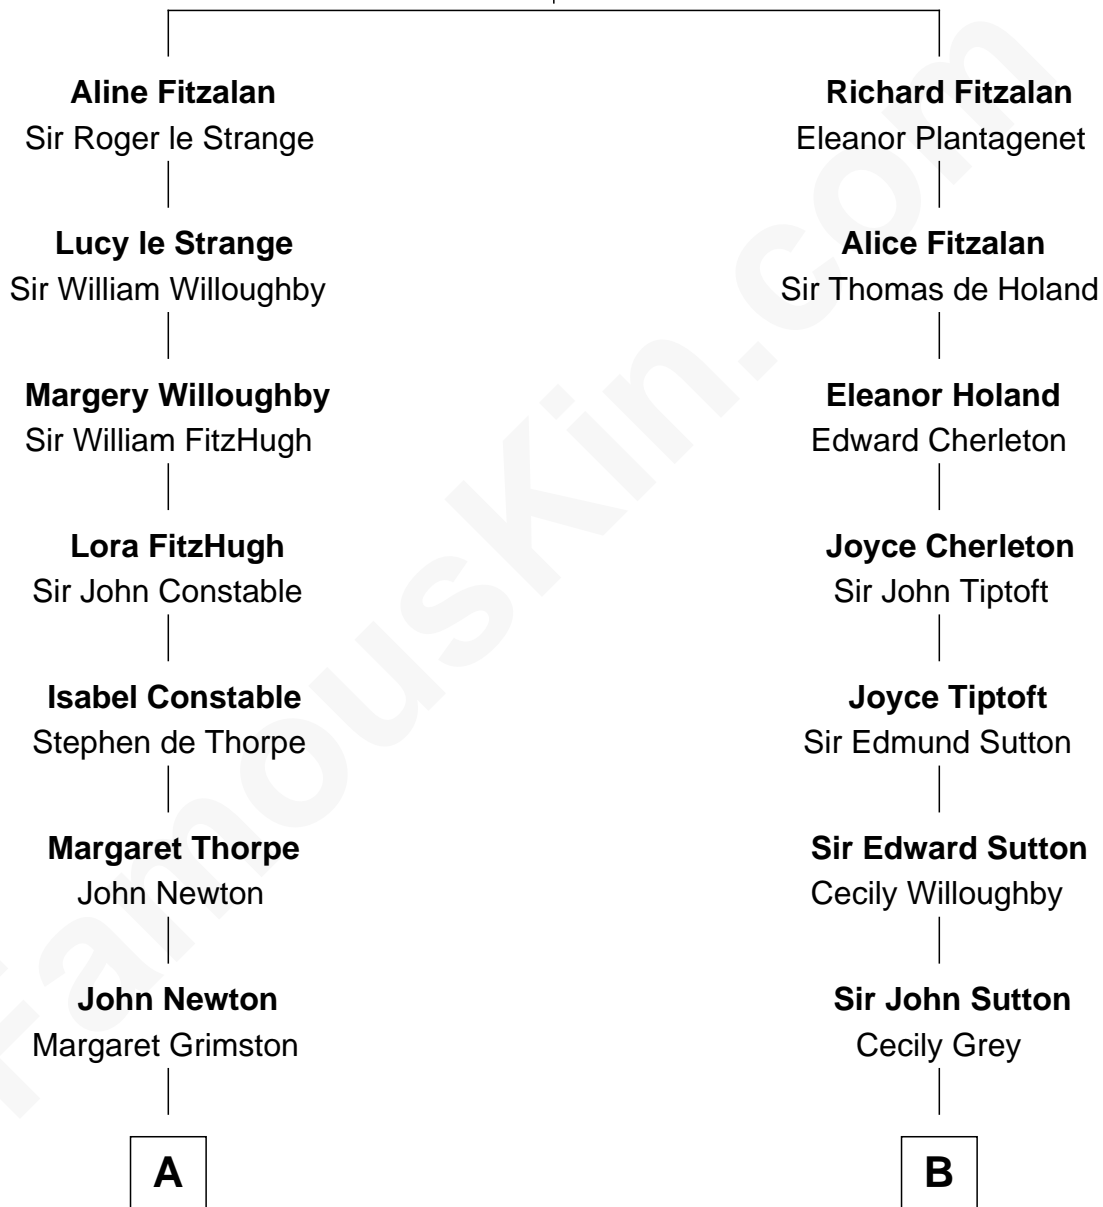 Aline Fitzalan
Sir Roger le Strange
Lucy le Strange
Sir William Willoughby
Margery Willoughby
Sir William FitzHugh
Lora FitzHugh
Sir John Constable
Isabel Constable
Stephen de Thorpe
Margaret Thorpe
John Newton
John Newton
Margaret Grimston
A
Richard Fitzalan
Eleanor Plantagenet
Alice Fitzalan
Sir Thomas de Holand
Eleanor Holand
Edward Cherleton
Joyce Cherleton
Sir John Tiptoft
Joyce Tiptoft
Sir Edmund Sutton
Sir Edward Sutton
Cecily Willoughby
Sir John Sutton
Cecily Grey
B
FamousKin.com